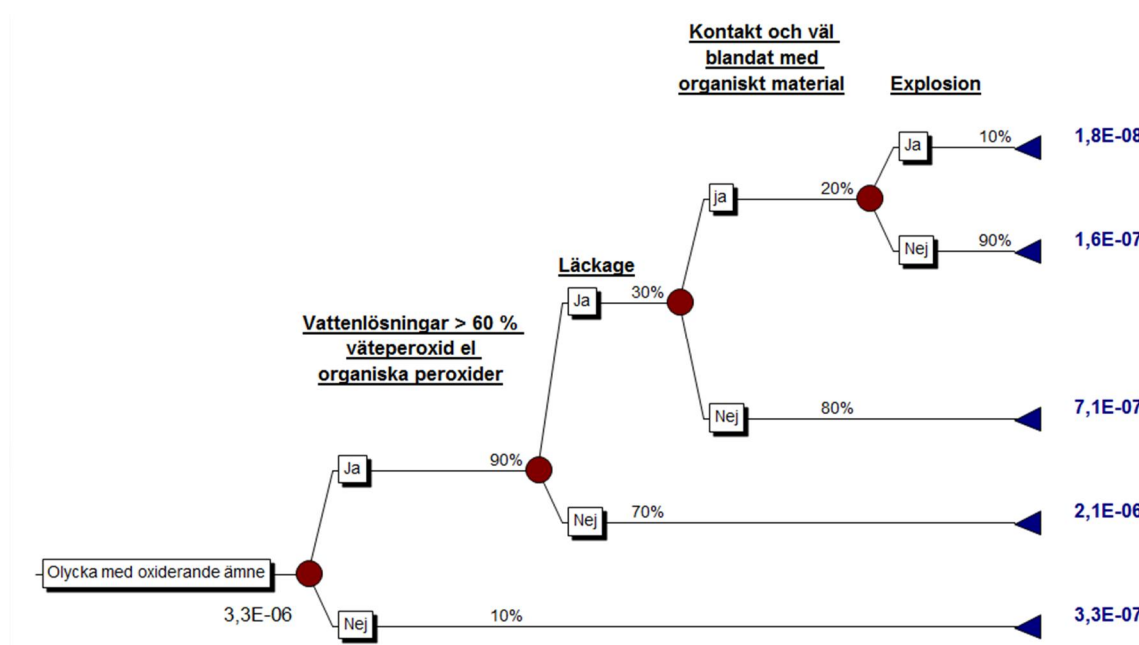 Kontakt och väl
blandat med
organiskt material
Explosion
Ja
10%
1,8E-08
ja
20%
Nej
90%
1,6E-07
Läckage
Ja
30%
Vattenlösningar > 60 %
väteperoxid el
organiska peroxider
Nej
80%
7,1E-07
Ja
90%
Nej
70%
2,1E-06
Olycka med oxiderande ämne
3,3E-06
Nej
10%
3,3E-07